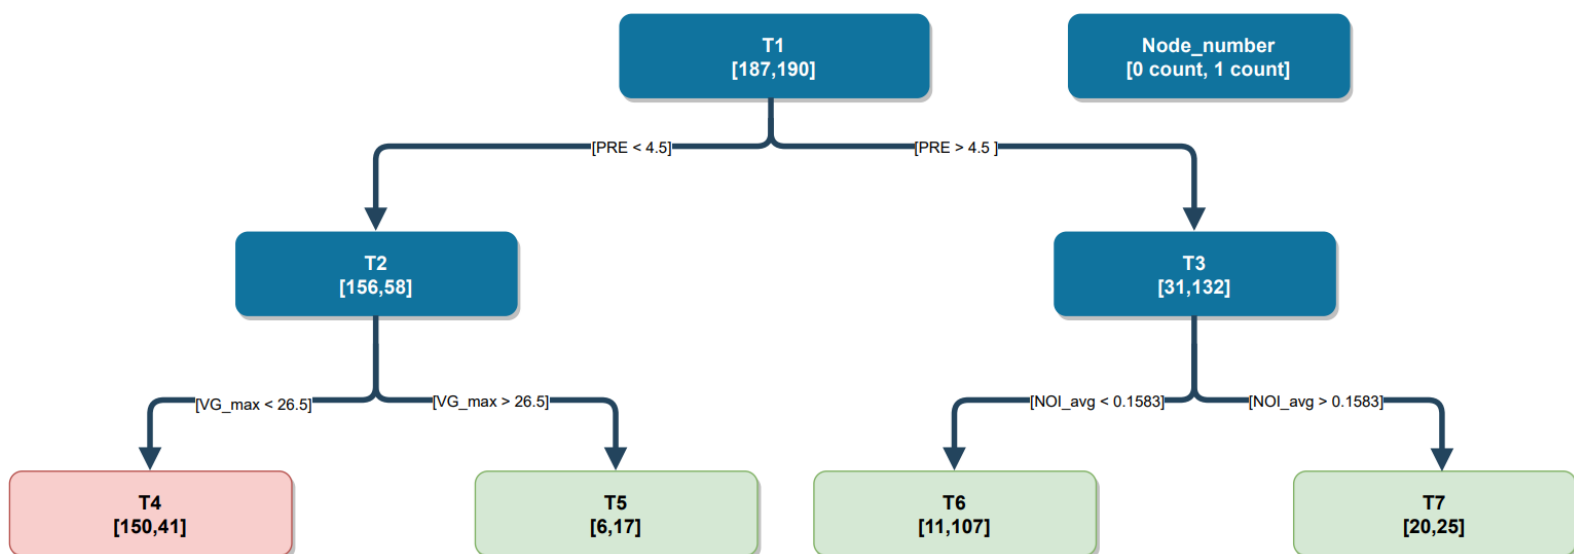 T1
[187,190]
Node_number
[0 count, 1 count]
[PRE < 4.5]
[PRE > 4.5 ]
T2
[156,58]
T3
[31,132]
[VG_max < 26.5]
[VG_max > 26.5]
[NOI_avg < 0.1583]
[NOI_avg > 0.1583]
T4
[150,41]
T5
[6,17]
T6
[11,107]
T7
[20,25]